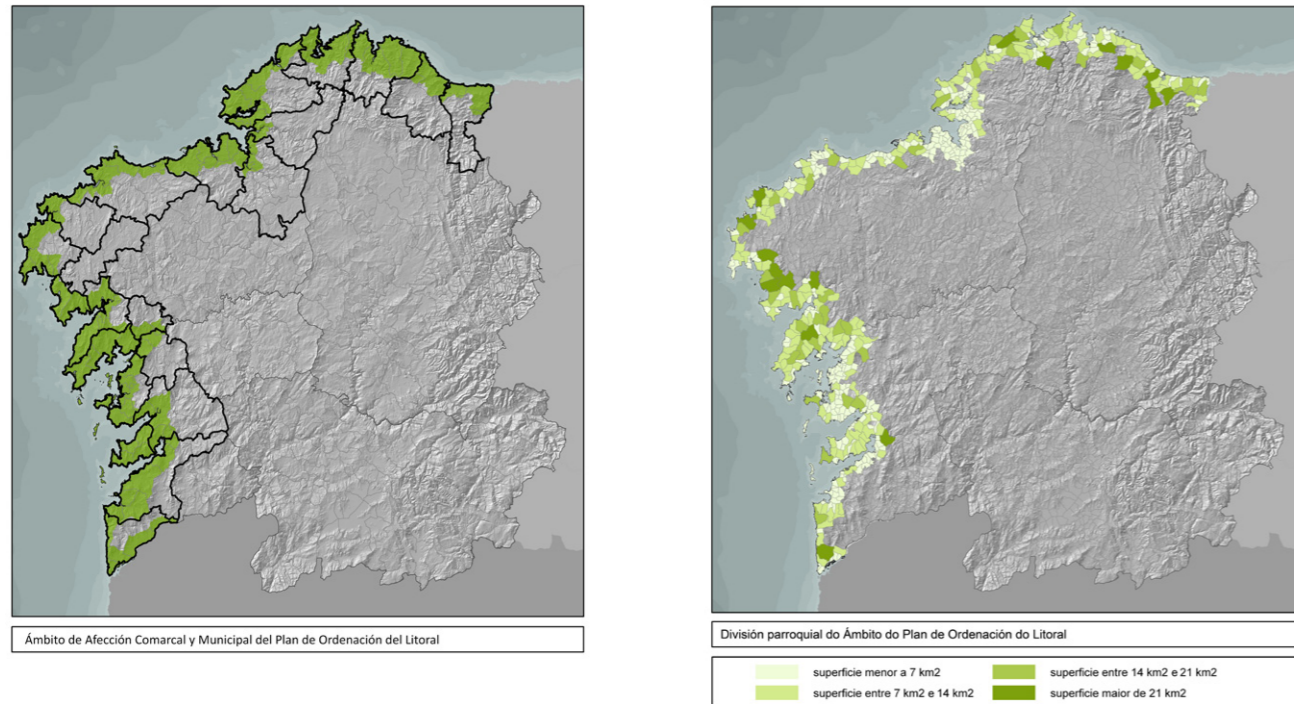 Ámbito de Afección Comarcal y Municipal del Plan de Ordenación del Litoral
División parroquial do Ámbito do Plan de Ordenación do Litoral
superficie menor a 7 km2
superficie entre 14 km2 e 21 km2
superficie entre 7 km2 e 14 km2
superficie maior de 21 km2